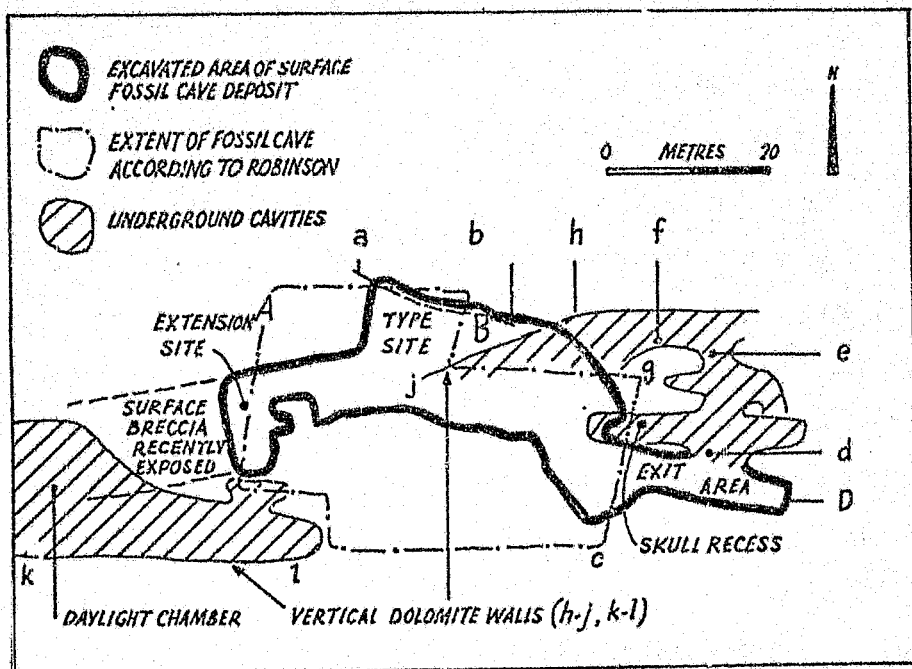 EXCAVATED AREA OF SURFACE
FOSSIL CAVE DEPOSIT
EXTENT OF FOSSIL CAVE
ACCORDING TO ROBINSON
UNDERGROUND CAVITIES
N
0 METRES 20
a b h f
A
EXTENSION
SITE
TYPE
SITE
B
e
j
g
SURFACE
BRECCIA
RECENTLY
EXPOSED
d
EXIT
AREA
D
SKULL RECESS
c
k
l
DAYLIGHT CHAMBER
VERTICAL DOLOMITE WALLS (h-j, k-l)